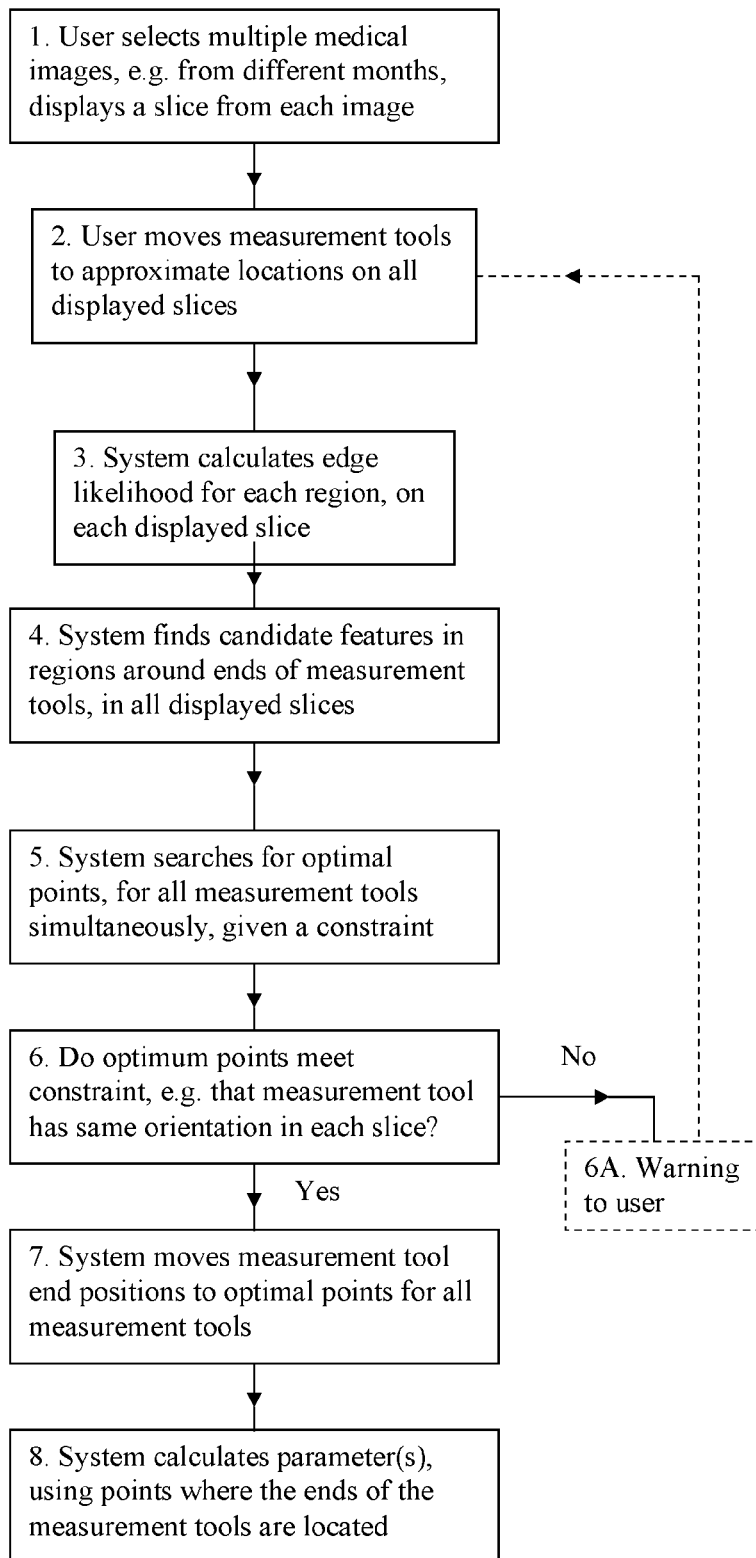 1. User selects multiple medical
images, e.g. from different months,
displays a slice from each image
2. User moves measurement tools
to approximate locations on all
displayed slices
3. System calculates edge
likelihood for each region, on
each displayed slice
4. System finds candidate features in
regions around ends of measurement
tools, in all displayed slices
5. System searches for optimal
points, for all measurement tools
simultaneously, given a constraint
6. Do optimum points meet
constraint, e.g. that measurement tool
has same orientation in each slice?
No
6A. Warning
to user
Yes
7. System moves measurement tool
end positions to optimal points for all
measurement tools
8. System calculates parameter(s),
using points where the ends of the
measurement tools are located